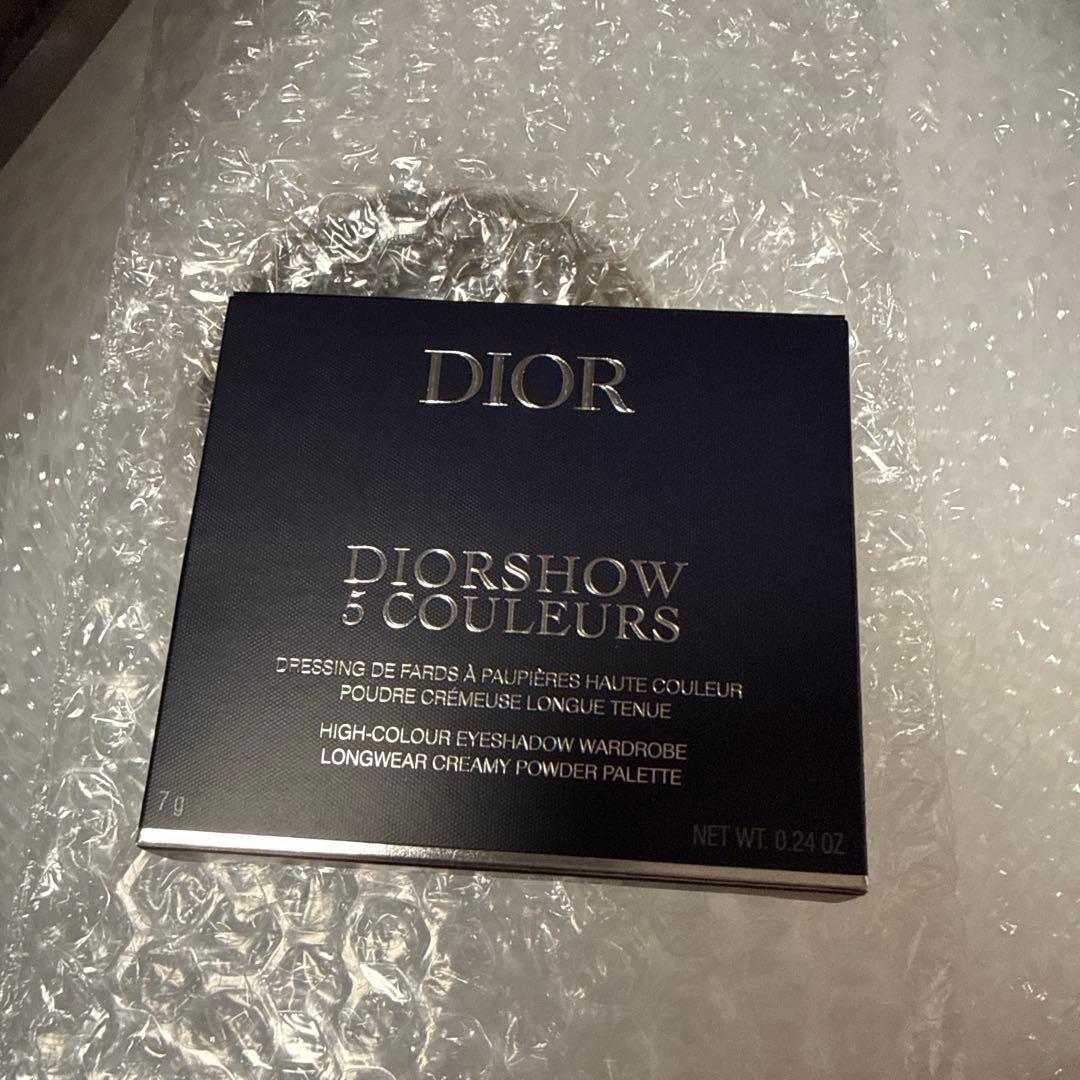 DIOR
DIORSHOW
5 COULEURS
DRESSING DE FARDS À PAUPIÈRES HAUTE COULEUR
POUDRE CRÉMEUSE LONGUE TENUE
HIGH-COLOUR EYESHADOW WARDROBE
LONGWEAR CREAMY POWDER PALETTE
7 g
NET WT. 0.24 OZ